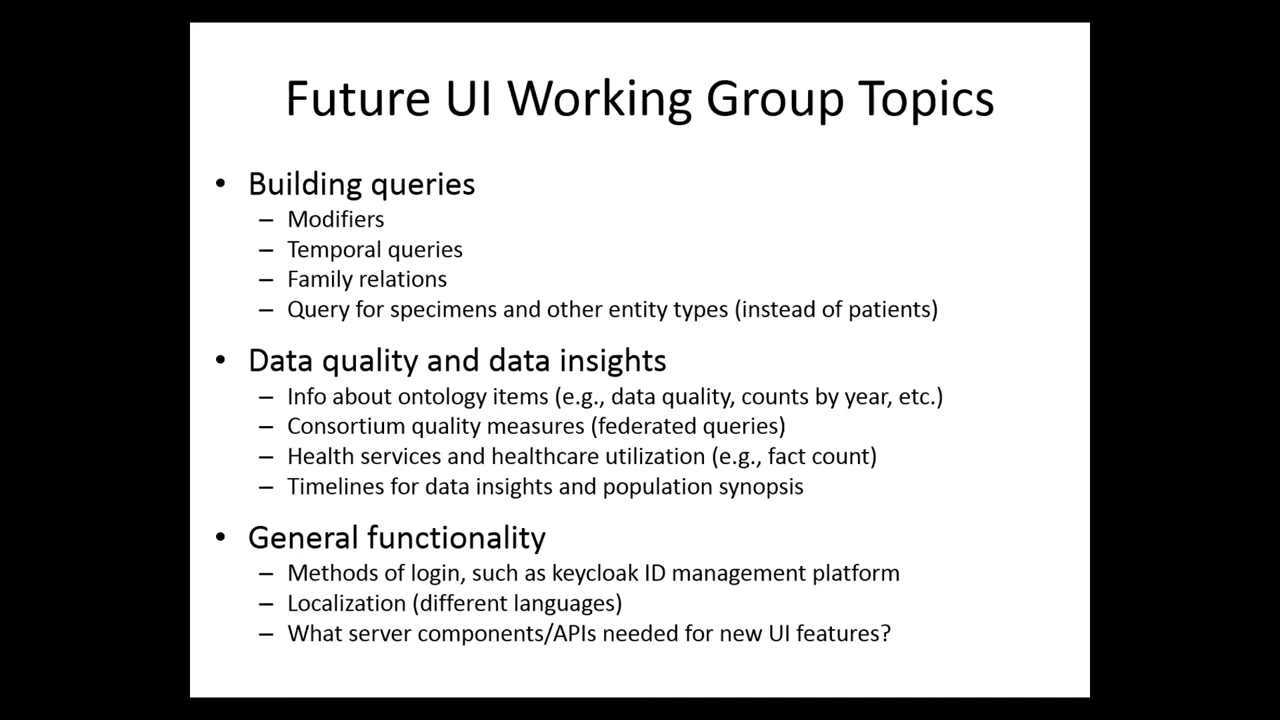 Future UI Working Group Topics
• Building queries
– Modifiers
– Temporal queries
– Family relations
– Query for specimens and other entity types (instead of patients)
• Data quality and data insights
– Info about ontology items (e.g., data quality, counts by year, etc.)
– Consortium quality measures (federated queries)
– Health services and healthcare utilization (e.g., fact count)
– Timelines for data insights and population synopsis
• General functionality
– Methods of login, such as keycloak ID management platform
– Localization (different languages)
– What server components/APIs needed for new UI features?